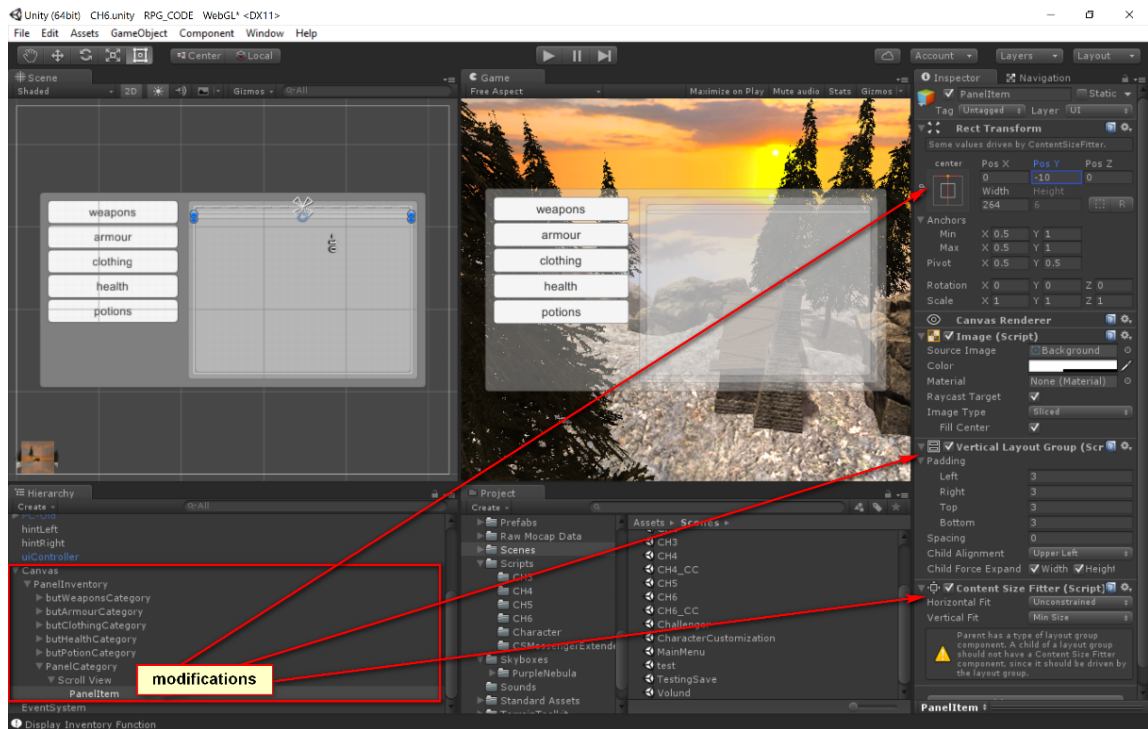 Unity (64bit) CH6.unity RPG_CODE WebGL* <DX11>
File Edit Assets GameObject Component Window Help
Center Local
Account Layers Layout
Scene
Shaded 2D Gizmos All
weapons
armour
clothing
health
potions
Game
Free Aspect Maximize on Play Mute audio Stats Gizmos
weapons
armour
clothing
health
potions
Hierarchy
Create All
PC-Old
hintLeft
hintRight
uiController
Canvas
PanelInventory
butWeaponsCategory
butArmourCategory
butClothingCategory
butHealthCategory
butPotionCategory
PanelCategory
Scroll View
PanelItem
EventSystem
modifications
Display Inventory Function
Project
Create
Prefabs
Raw Mocap Data
Scenes
Scripts
CH3
CH4
CH5
CH6
Character
CSMessengerExtende
Skyboxes
PurpleNebula
Sounds
Standard Assets
TerrainToolkit
Assets Scenes
CH3
CH4
CH4_CC
CH5
CH6
CH6_CC
Challenger
CharacterCustomization
MainMenu
test
TestingSave
Volund
Inspector Navigation
PanelItem Static
Tag Untagged Layer UI
Rect Transform
Some values driven by ContentSizeFitter.
center Pos X Pos Y Pos Z
0 -10 0
Width Height
264 6 R
Anchors
Min X 0.5 Y 1
Max X 0.5 Y 1
Pivot X 0.5 Y 0.5
Rotation X 0 Y 0 Z 0
Scale X 1 Y 1 Z 1
Canvas Renderer
Image (Script)
Source Image Background
Color
Material None (Material)
Raycast Target
Image Type Sliced
Fill Center
Vertical Layout Group (Scr
Padding
Left 3
Right 3
Top 3
Bottom 3
Spacing 0
Child Alignment Upper Left
Child Force Expand Width Height
Content Size Fitter (Script)
Horizontal Fit Unconstrained
Vertical Fit Min Size
Parent has a type of layout group
component. A child of a layout group
should not have a Content Size Fitter
component, since it should be driven by
the layout group.
PanelItem